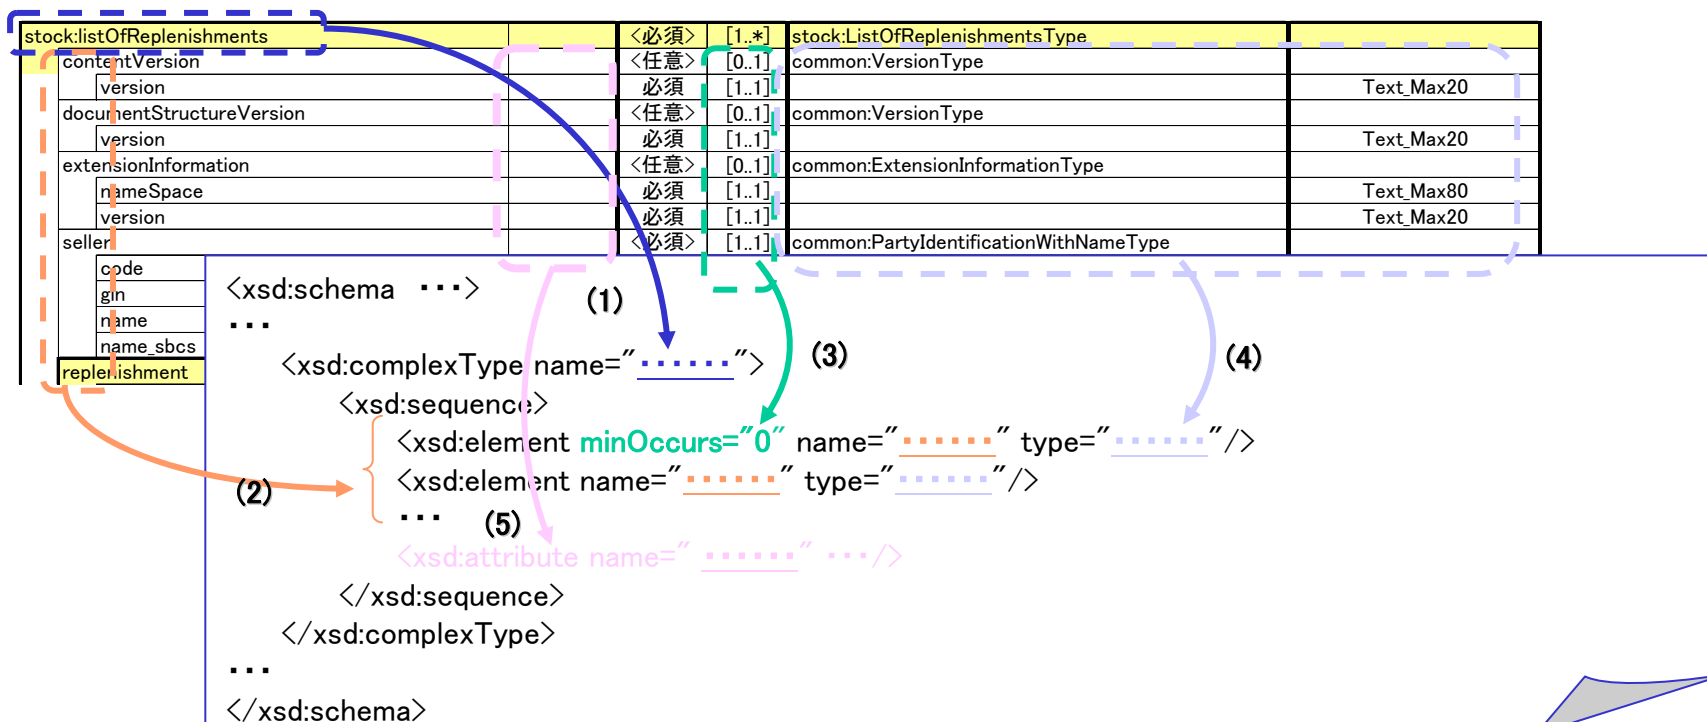 stock:listOfReplenishments <必須> [1..*] stock:ListOfReplenishmentsType
contentVersion <任意> [0..1] common:VersionType
version 必須 [1..1] Text_Max20
documentStructureVersion <任意> [0..1] common:VersionType
version 必須 [1..1] Text_Max20
extensionInformation <任意> [0..1] common:ExtensionInformationType
nameSpace 必須 [1..1] Text_Max80
version 必須 [1..1] Text_Max20
seller <必須> [1..1] common:PartyIdentificationWithNameType
code
gln
name
name_sbcs
replenishment
<xsd:schema ・・・>
(1)
・・・
(3)
(4)
<xsd:complexType name="・・・・・・">
<xsd:sequence>
<xsd:element minOccurs="0" name="・・・・・・" type="・・・・・・"/>
<xsd:element name="・・・・・・" type="・・・・・・"/>
(2)
・・・
(5)
<xsd:attribute name="・・・・・・" ・・・/>
</xsd:sequence>
</xsd:complexType>
・・・
</xsd:schema>